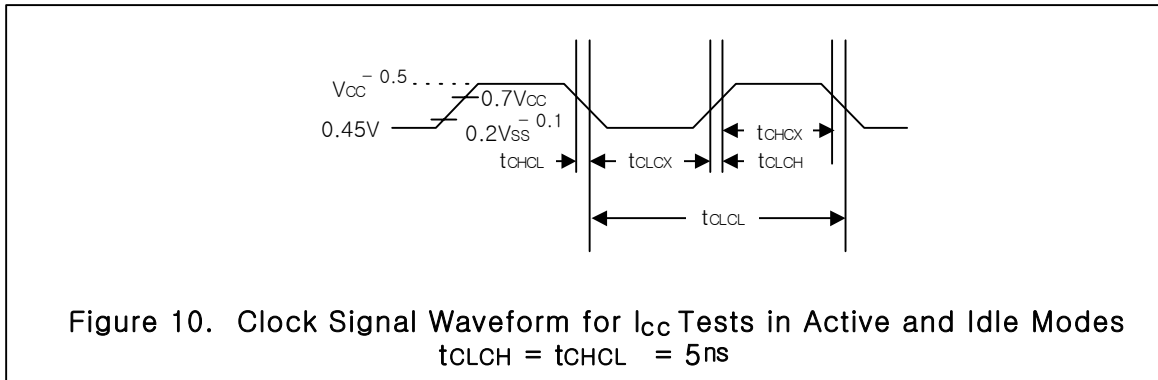 VCC - 0.5
0.7VCC
0.45V
0.2VSS - 0.1
tCHCX
tCHCL
tCLCX
tCLCH
tCLCL
Figure 10. Clock Signal Waveform for ICC Tests in Active and Idle Modes
tCLCH = tCHCL = 5ns